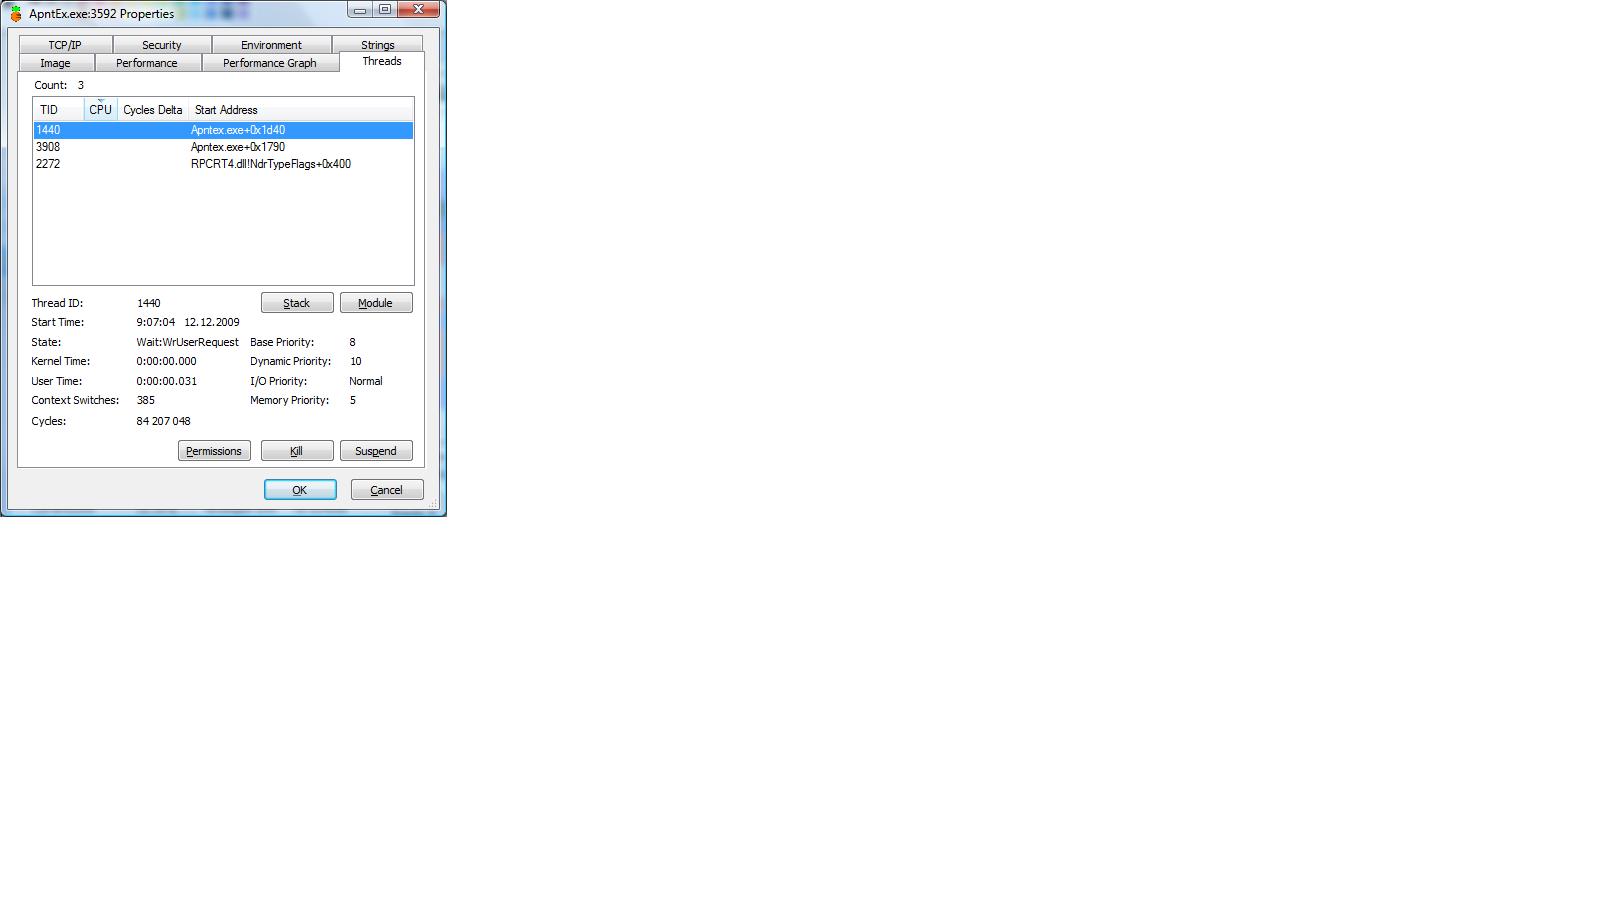 ApntEx.exe:3592 Properties
TCP/IP Security Environment Strings
Image Performance Performance Graph Threads
Count: 3
TID CPU Cycles Delta Start Address
1440 Apntex.exe+0x1d40
3908 Apntex.exe+0x1790
2272 RPCRT4.dll!NdrTypeFlags+0x400
Thread ID: 1440 Stack Module
Start Time: 9:07:04 12.12.2009
State: Wait:WrUserRequest Base Priority: 8
Kernel Time: 0:00:00.000 Dynamic Priority: 10
User Time: 0:00:00.031 I/O Priority: Normal
Context Switches: 385 Memory Priority: 5
Cycles: 84 207 048
Permissions Kill Suspend
OK Cancel